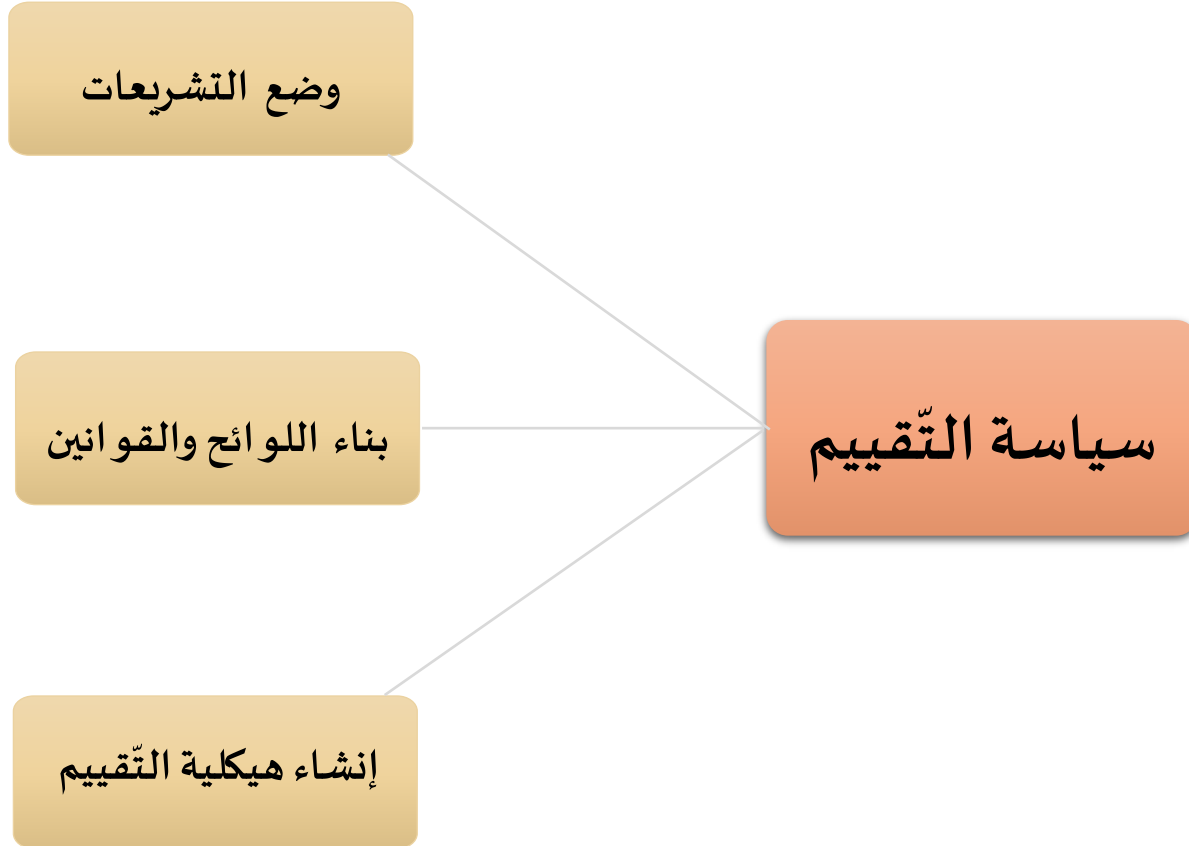 وضع التشريعات
سياسة التّقييم
بناء اللوائح والقوانين
إنشاء هيكلية التّقييم